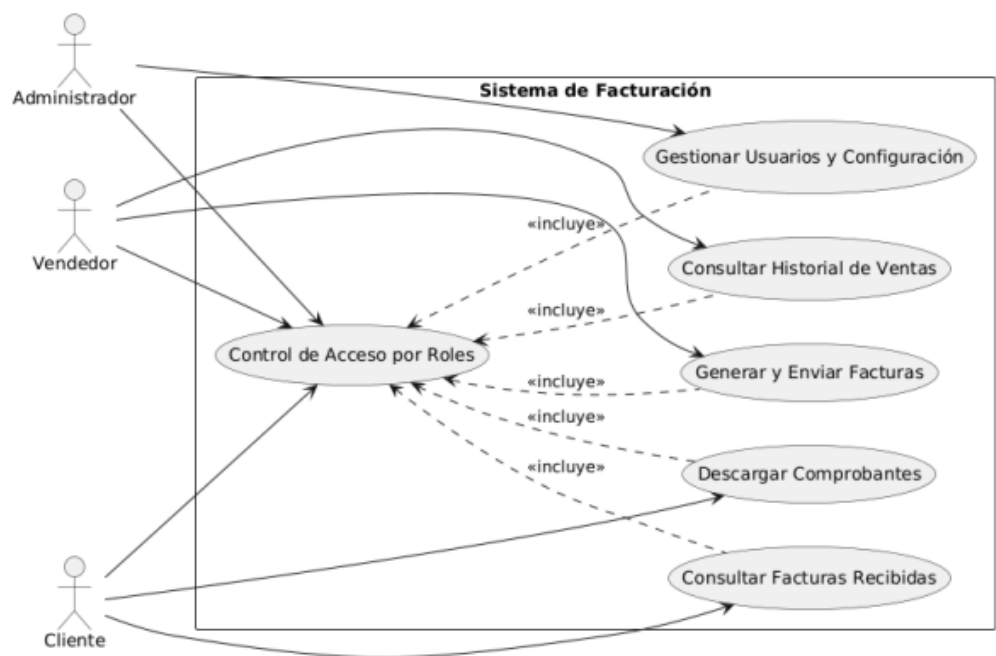 Administrador
Sistema de Facturación
Gestionar Usuarios y Configuración
«incluye»
Vendedor
Consultar Historial de Ventas
«incluye»
Control de Acceso por Roles
Generar y Enviar Facturas
«incluye»
«incluye»
Descargar Comprobantes
«incluye»
Consultar Facturas Recibidas
Cliente